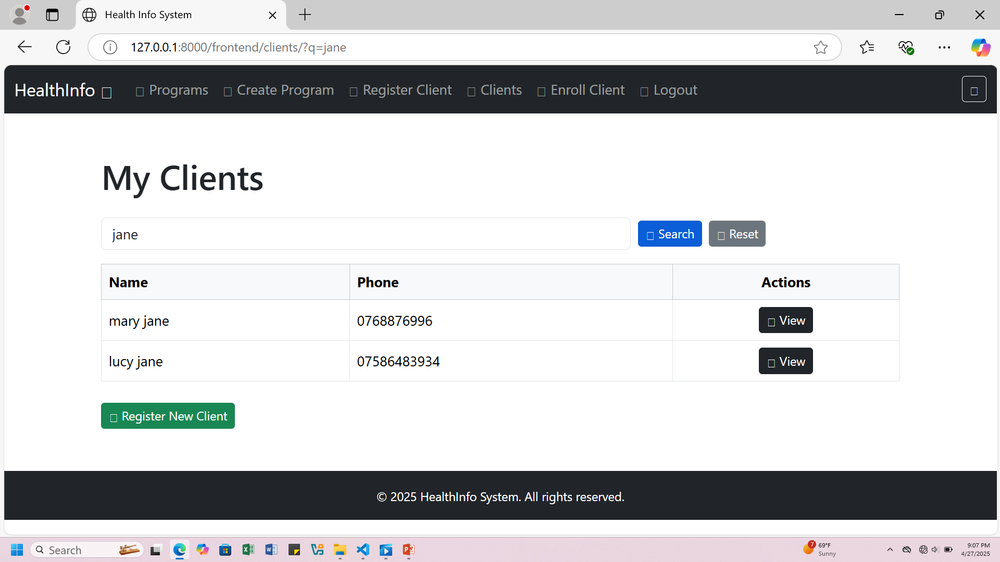 Health Info System
127.0.0.1:8000/frontend/clients/?q=jane
HealthInfo Programs Create Program Register Client Clients Enroll Client Logout
My Clients
jane Search Reset
Name Phone Actions
mary jane 0768876996 View
lucy jane 07586483934 View
Register New Client
© 2025 HealthInfo System. All rights reserved.
Search 7 69°F 9:07 PM
Sunny 4/27/2025